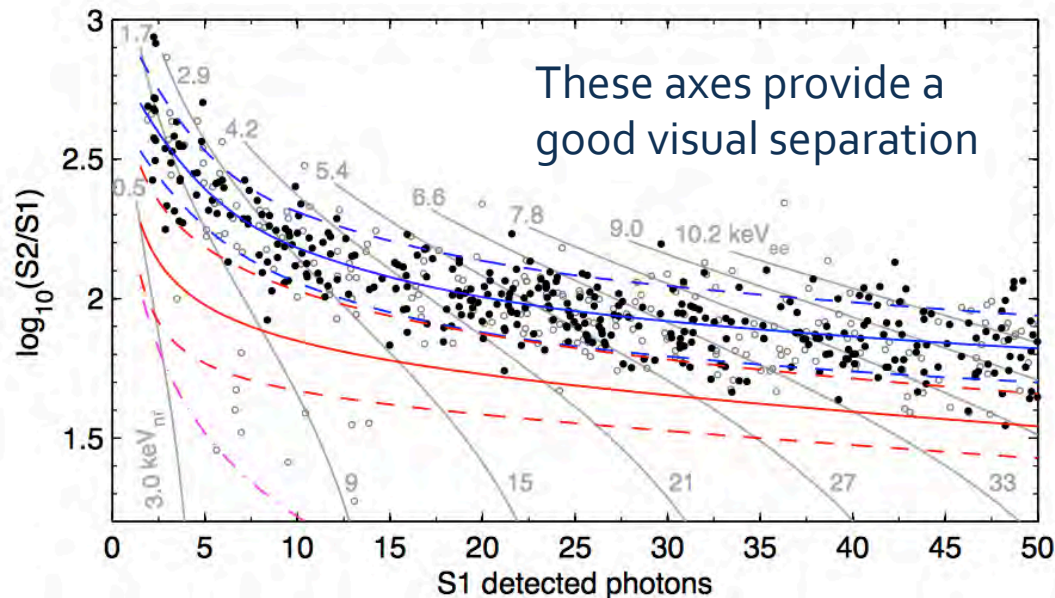 3
2.5
2
1.5
log10(S2/S1)
These axes provide a
good visual separation
1.7
2.9
4.2
5.4
6.6
7.8
9.0
10.2 keVee
0.5
3.0 keVnr
9
15
21
27
33
0 5 10 15 20 25 30 35 40 45 50
S1 detected photons